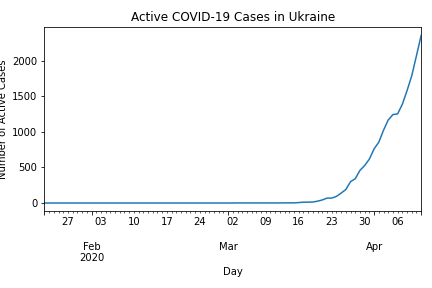 Active COVID-19 Cases in Ukraine
Number of Active Cases
2000
1500
1000
500
0
27 03 10 17 24 02 09 16 23 30 06
Feb Mar Apr
2020
Day